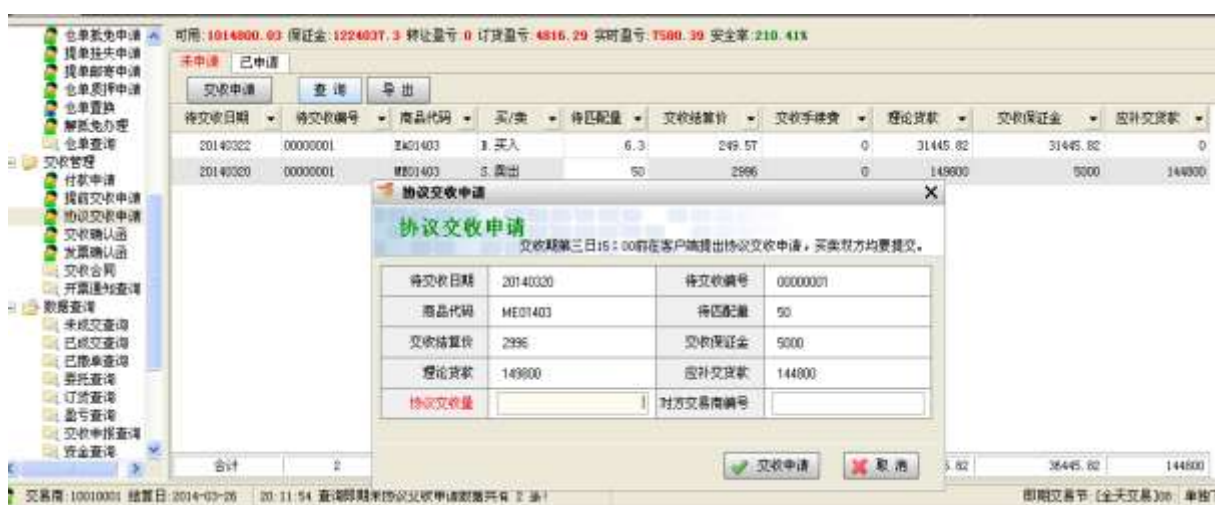 可用:1014800.03 保证金:1224037.3 转让盈亏:0 订货盈亏:4816.29 实时盈亏:7580.39 安全率:210.41%
未申请 已申请
交收申请 查询 导出
待交收日期 待交收编号 商品代码 买/卖 待匹配量 交收结算价 交收手续费 理论货款 交收保证金 应补交货款
20140322 00000001 B.买入 6.3 249.57 0 31445.82 31445.82 0
20140320 00000001 ME01403 S.卖出 50 2996 0 149800 5000 144800
仓单抵免申请
提单挂失申请
提单邮寄申请
仓单质押申请
仓单置换
解抵免办理
仓单查询
交收管理
付款申请
提前交收申请
协议交收申请
交收确认函
发票确认函
交收合同
开票通知查询
数据查询
未成交查询
已成交查询
已撤单查询
委托查询
订货查询
盈亏查询
交收申报查询
资金查询
协议交收申请
协议交收申请
交收期第三日15:00前在客户端提出协议交收申请,买卖双方均要提交。
待交收日期 20140320 待交收编号 00000001
商品代码 ME01403 待匹配量 50
交收结算价 2996 交收保证金 5000
理论货款 149800 应补交货款 144800
协议交收量 对方交易商编号
交收申请 取消
合计 2 5.82 36445.82 144800
交易商:10010001 结算日:2014-03-26 20:11:54 查询即期未协议交收申请数据共有 2 条! 即期交易节:[全天交易]00 单独